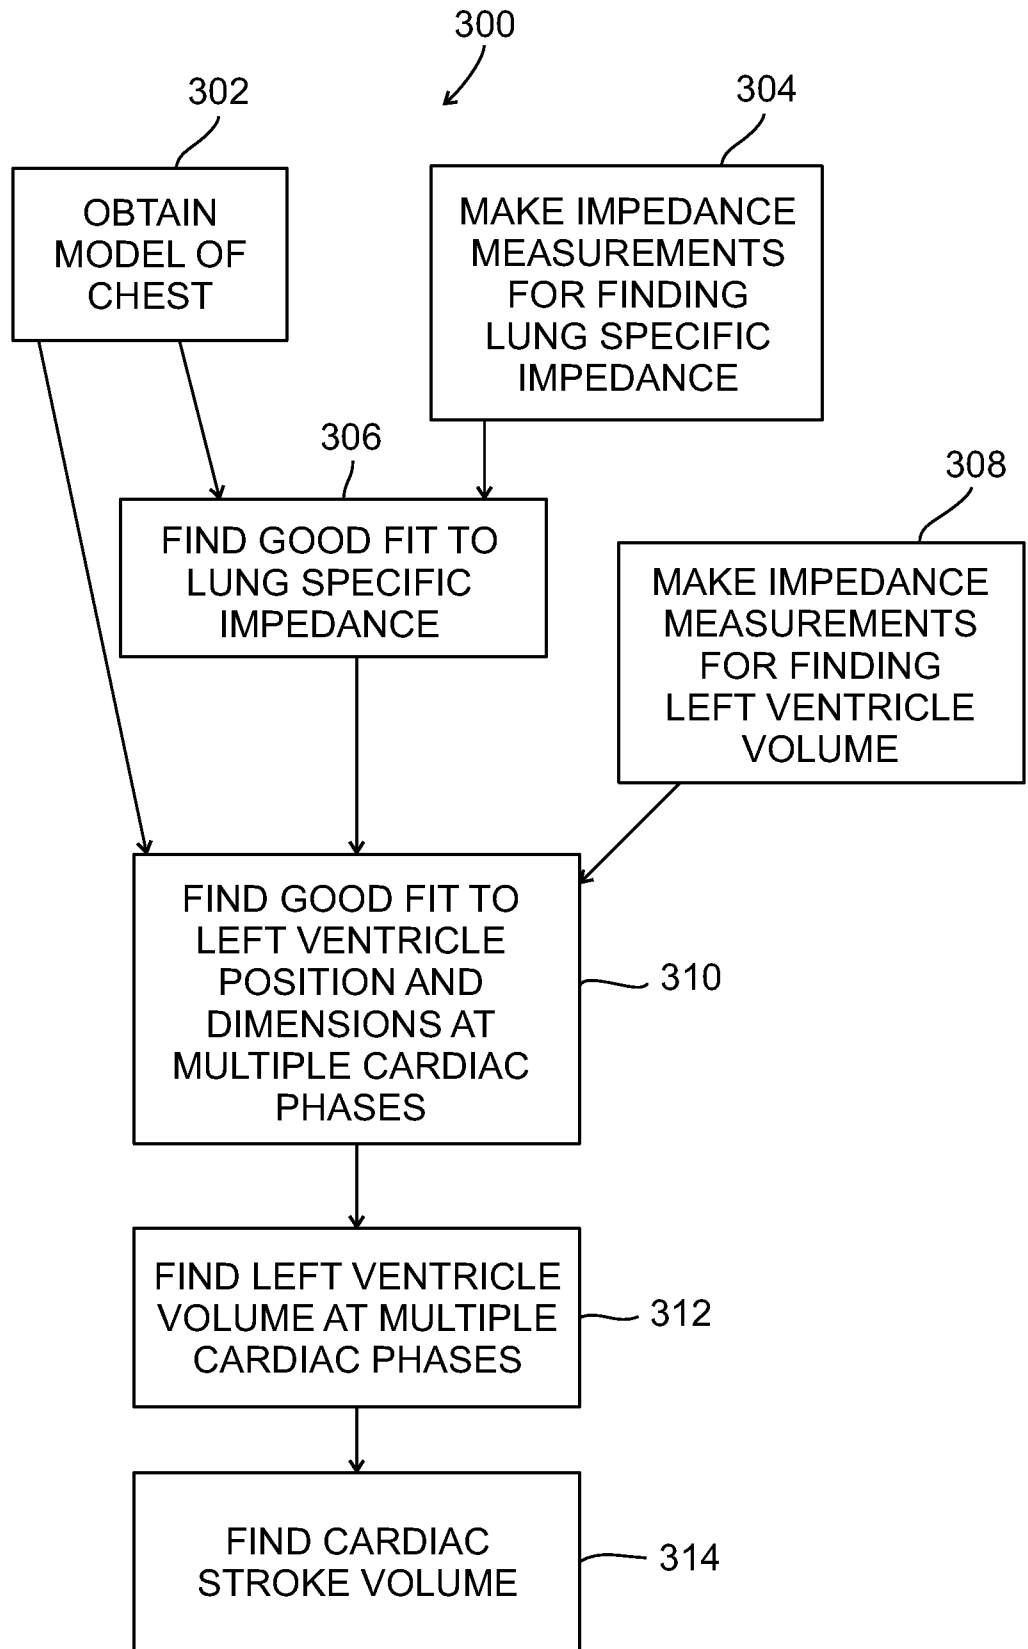 300
302
304
OBTAIN
MODEL OF
CHEST
MAKE IMPEDANCE
MEASUREMENTS
FOR FINDING
LUNG SPECIFIC
IMPEDANCE
306
308
FIND GOOD FIT TO
LUNG SPECIFIC
IMPEDANCE
MAKE IMPEDANCE
MEASUREMENTS
FOR FINDING
LEFT VENTRICLE
VOLUME
FIND GOOD FIT TO
LEFT VENTRICLE
POSITION AND
DIMENSIONS AT
MULTIPLE CARDIAC
PHASES
310
FIND LEFT VENTRICLE
VOLUME AT MULTIPLE
CARDIAC PHASES
312
FIND CARDIAC
STROKE VOLUME
314